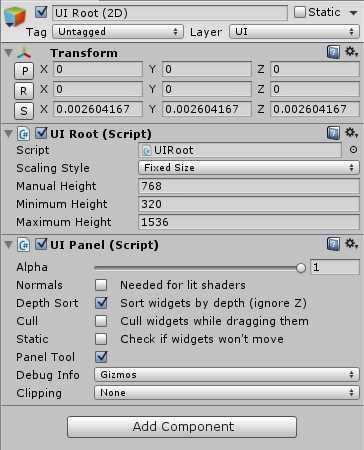 UI Root (2D) Static
Tag Untagged Layer UI
Transform
P X 0 Y 0 Z 0
R X 0 Y 0 Z 0
S X 0.002604167 Y 0.002604167 Z 0.002604167
UI Root (Script)
Script UIRoot
Scaling Style Fixed Size
Manual Height 768
Minimum Height 320
Maximum Height 1536
UI Panel (Script)
Alpha 1
Normals Needed for lit shaders
Depth Sort Sort widgets by depth (ignore Z)
Cull Cull widgets while dragging them
Static Check if widgets won't move
Panel Tool
Debug Info Gizmos
Clipping None
Add Component